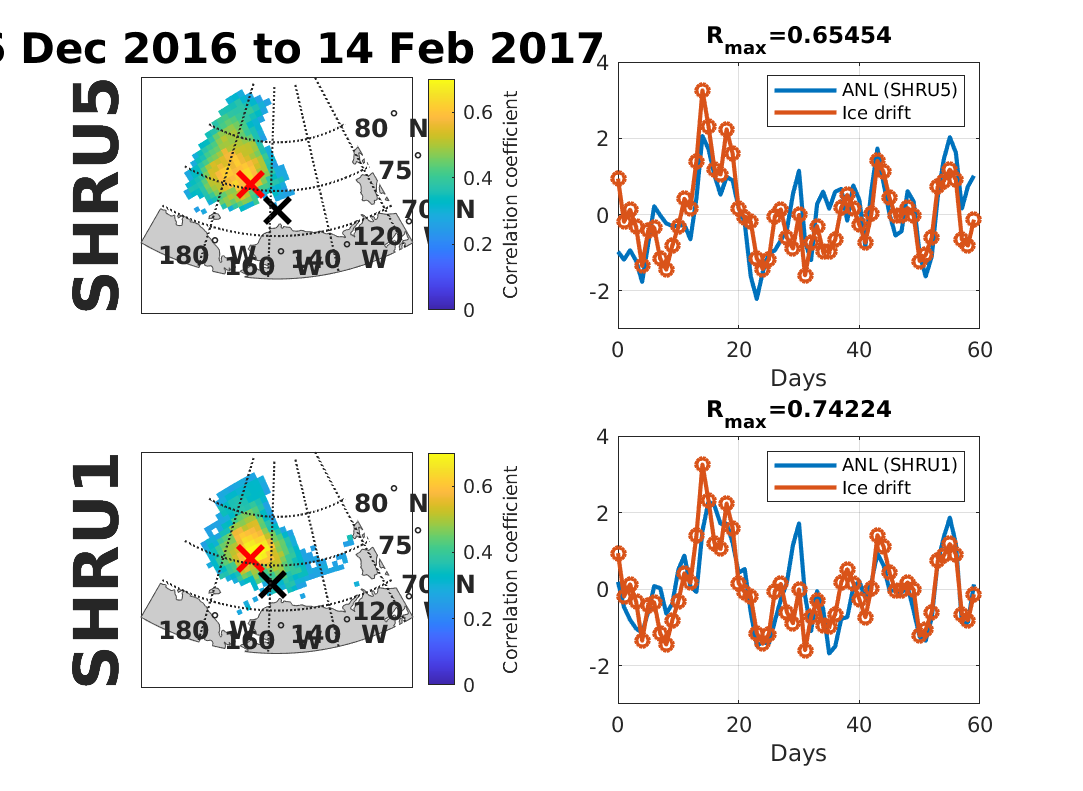 Dec 2016 to 14 Feb 2017
SHRU5
80° N
75°
70 N
180° W
160° W
140° W
120° W
0.6
0.4
0.2
0
Correlation coefficient
Rmax=0.65454
4
2
0
-2
0 20 40 60
Days
ANL (SHRU5)
Ice drift
SHRU1
80° N
75°
70 N
180° W
160° W
140° W
120° W
0.6
0.4
0.2
0
Correlation coefficient
Rmax=0.74224
4
2
0
-2
0 20 40 60
Days
ANL (SHRU1)
Ice drift